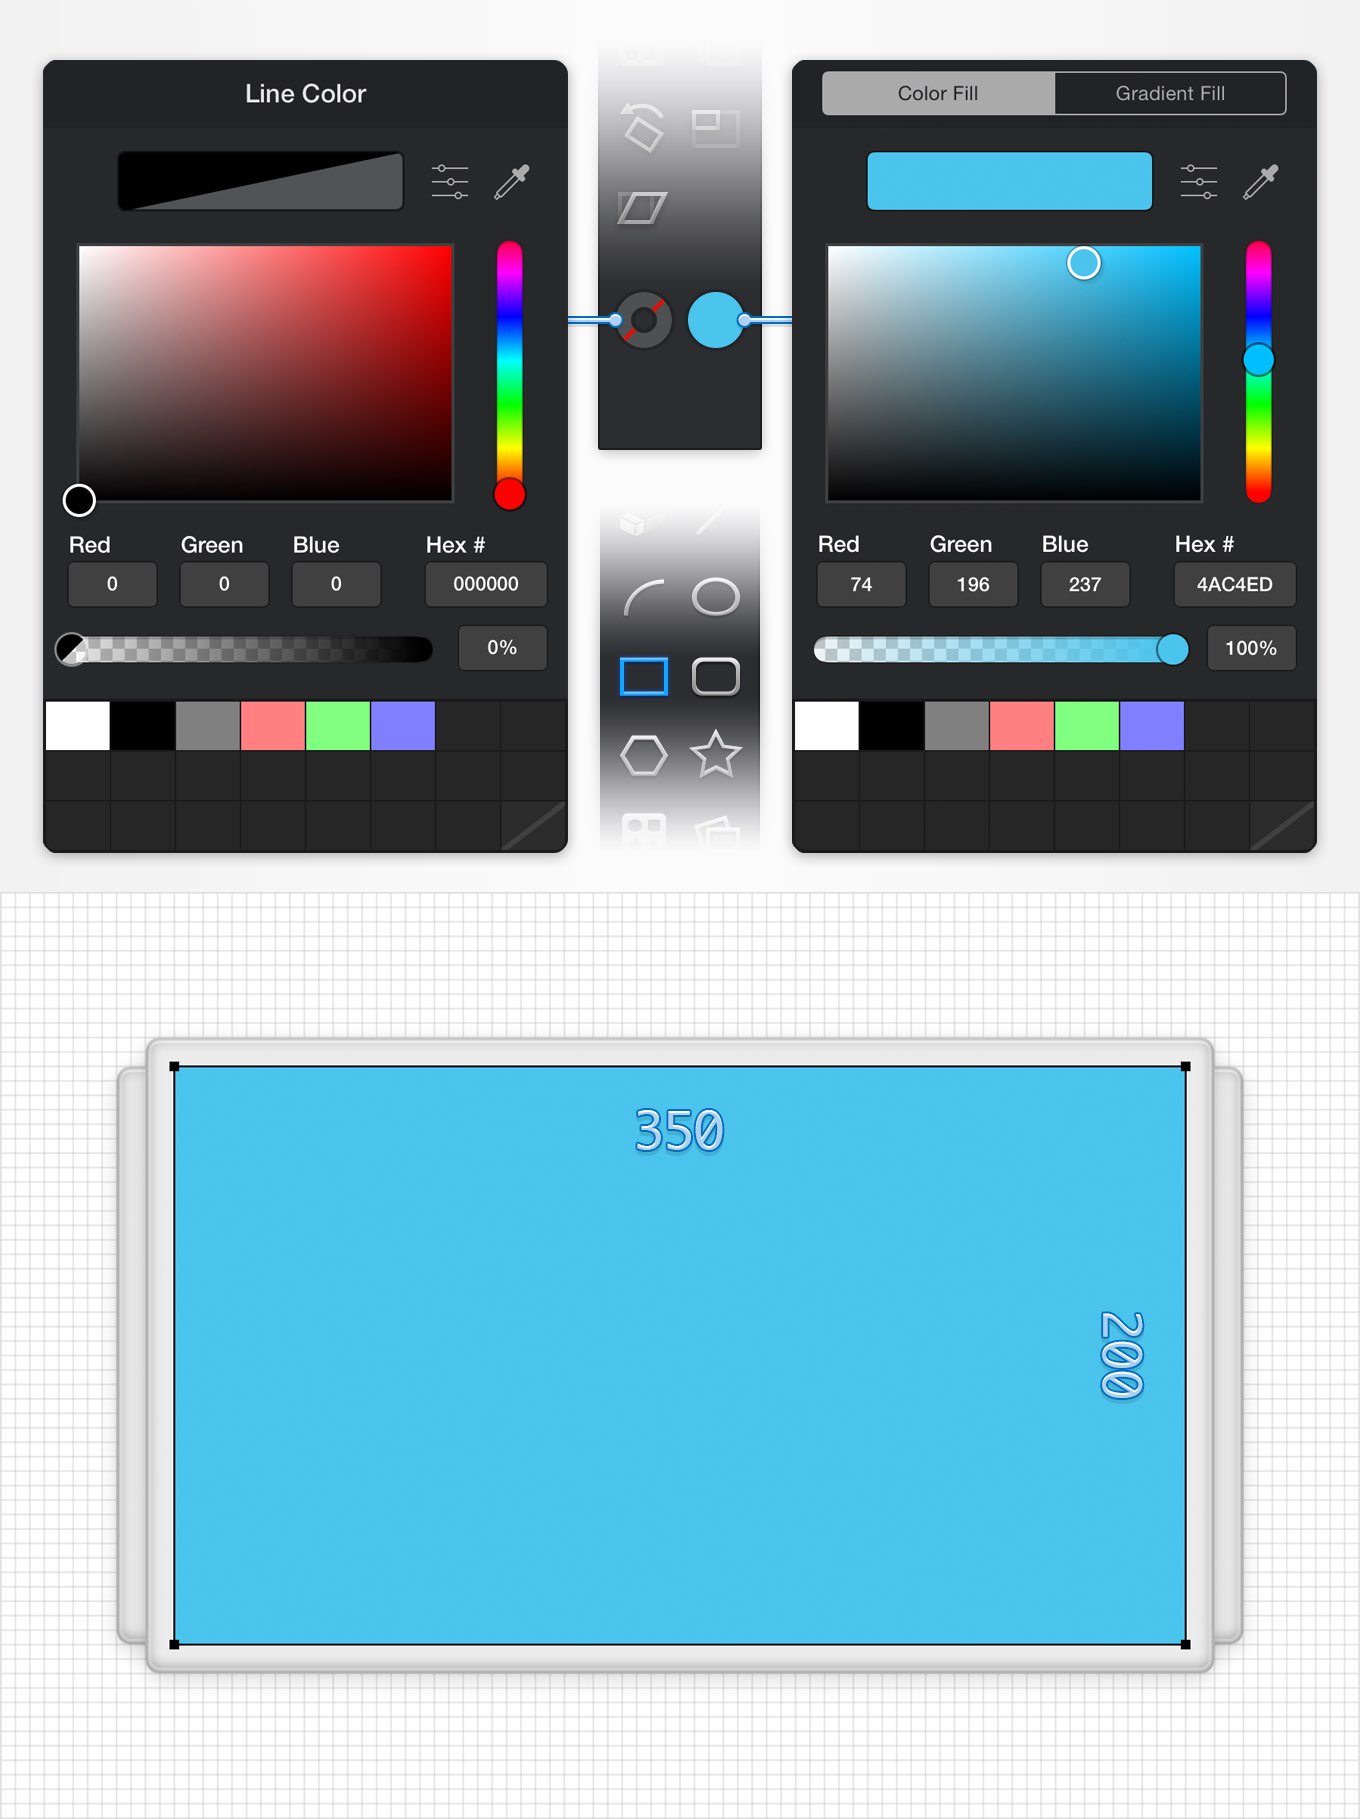 Line Color
Red Green Blue Hex #
0 0 0 000000
0%
Color Fill Gradient Fill
Red Green Blue Hex #
74 196 237 4AC4ED
100%
350
200